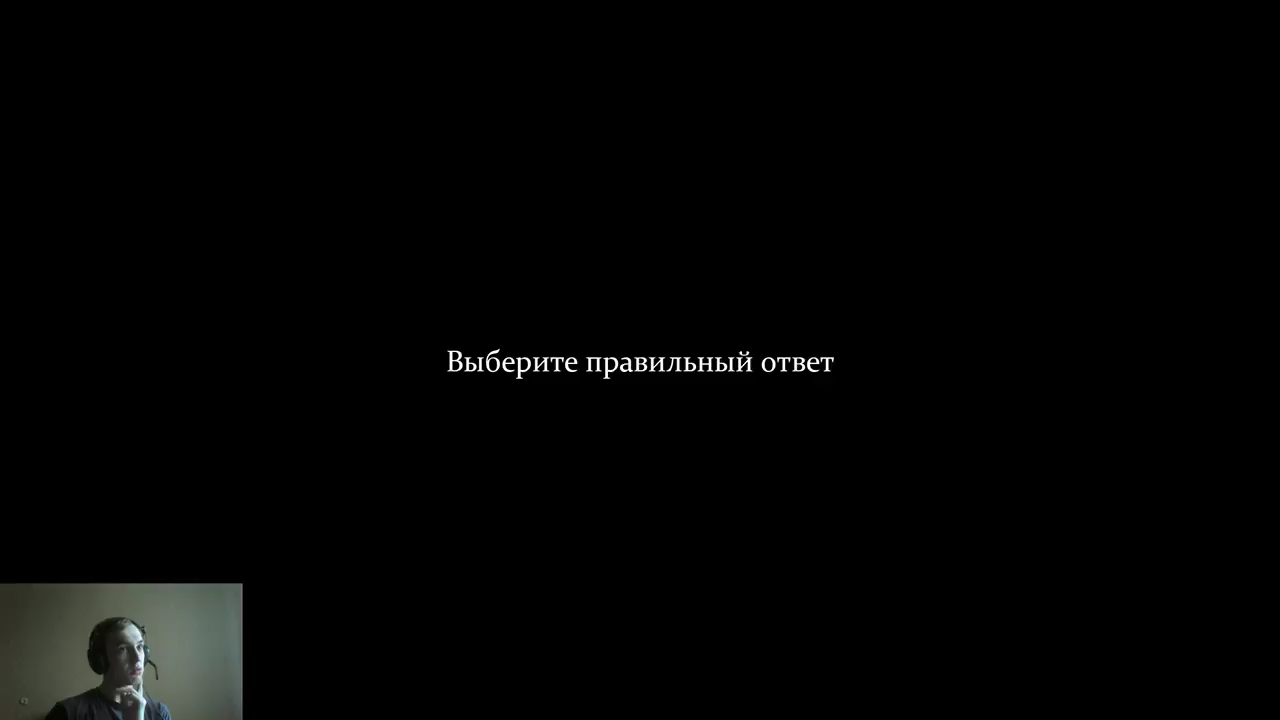 Выберите правильный ответ